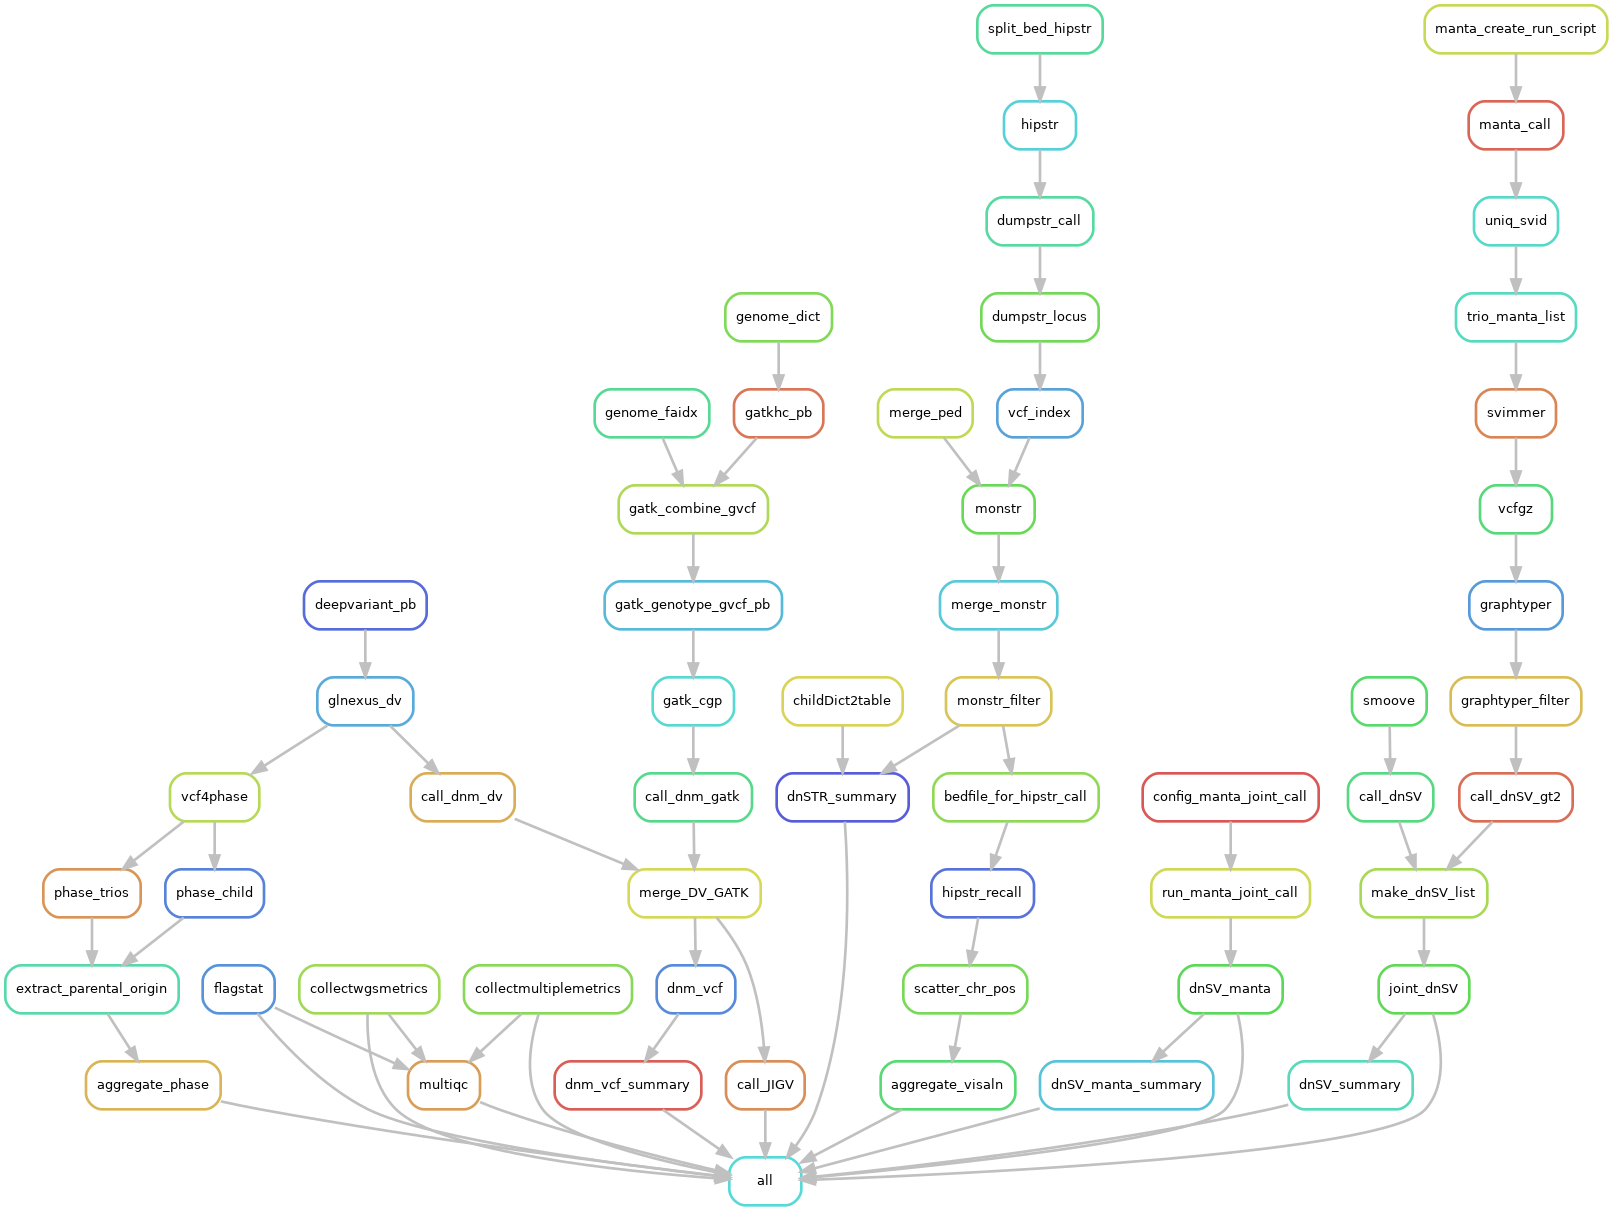 split_bed_hipstr
manta_create_run_script
hipstr
manta_call
dumpstr_call
uniq_svid
genome_dict
dumpstr_locus
trio_manta_list
genome_faidx
gatkhc_pb
merge_ped
vcf_index
svimmer
gatk_combine_gvcf
monstr
vcfgz
deepvariant_pb
gatk_genotype_gvcf_pb
merge_monstr
graphtyper
glnexus_dv
gatk_cgp
childDict2table
monstr_filter
smoove
graphtyper_filter
vcf4phase
call_dnm_dv
call_dnm_gatk
dnSTR_summary
bedfile_for_hipstr_call
config_manta_joint_call
call_dnSV
call_dnSV_gt2
phase_trios
phase_child
merge_DV_GATK
hipstr_recall
run_manta_joint_call
make_dnSV_list
extract_parental_origin
flagstat
collectwgsmetrics
collectmultiplemetrics
dnm_vcf
scatter_chr_pos
dnSV_manta
joint_dnSV
aggregate_phase
multiqc
dnm_vcf_summary
call_JIGV
aggregate_visaln
dnSV_manta_summary
dnSV_summary
all